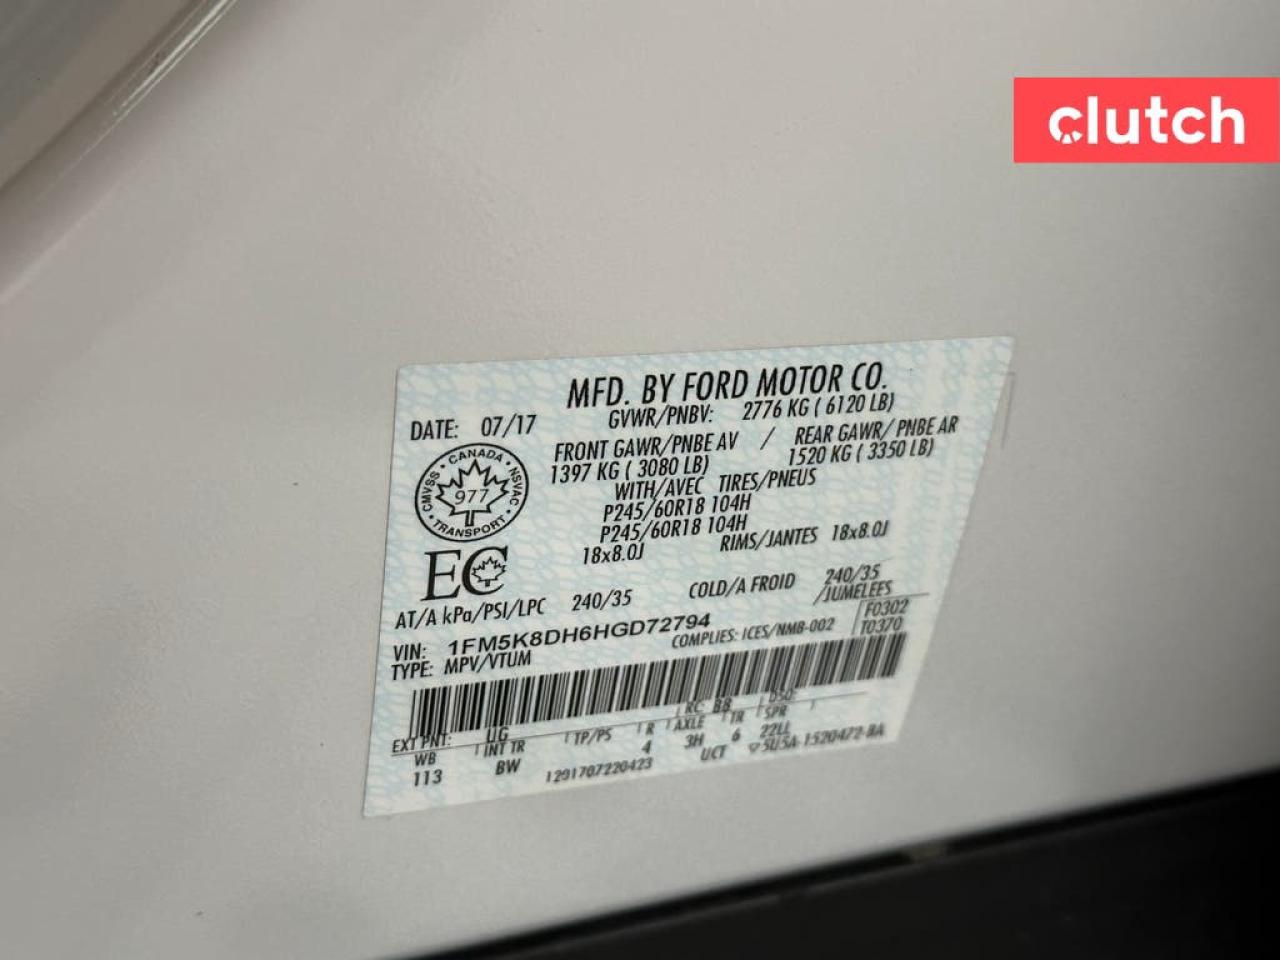 clutch
MFD. BY FORD MOTOR CO.
DATE: 07/17
GVWR/PNBV: 2776 KG ( 6120 LB)
FRONT GAWR/PNBE AV / REAR GAWR/ PNBE AR
1397 KG ( 3080 LB) 1520 KG ( 3350 LB)
WITH/AVEC TIRES/PNEUS
P245/60R18 104H
P245/60R18 104H
18x8.0J RIMS/JANTES 18x8.0J
CMVSS • CANADA • NSVAC • TRANSPORT •
977
EC
AT/A kPa/PSI/LPC 240/35 COLD/A FROID 240/35
/JUMELEES
VIN: 1FM5K8DH6HGD72794 F0302
TYPE: MPV/VTUM COMPLIES: ICES/NMB-002 T0370
EXT PNT: UG RC: BB DSO:
WB INT TR TP/PS R AXLE TR SPR
113 BW 4 3H 6 22LL
1201707220423 UCT 5USA-1520472-BA